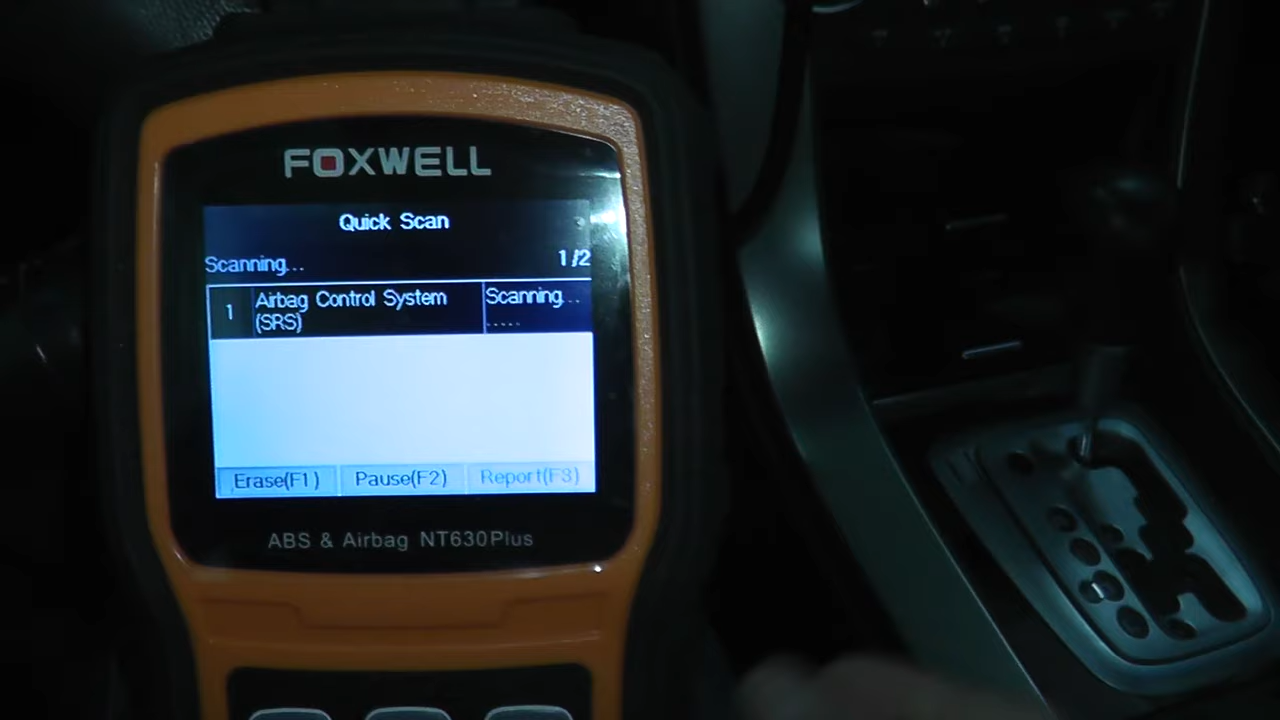 FOXWELL
Quick Scan
Scanning... 1/2
1 Airbag Control System Scanning...
(SRS) .....
Erase(F1) Pause(F2) Report(F3)
ABS & Airbag NT630Plus